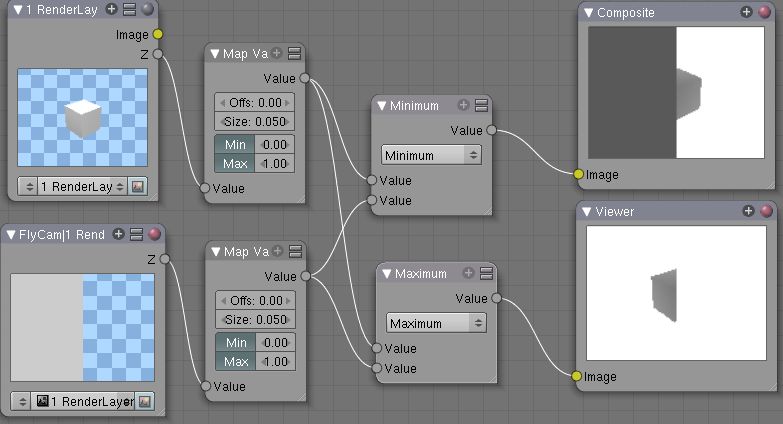 1 RenderLay
Image
Z
1 RenderLay
Map Va
Value
Offs: 0.00
Size: 0.050
Min 0.00
Max 1.00
Value
Minimum
Value
Minimum
Value
Value
Composite
Image
FlyCam|1 Rend
Z
1 RenderLayer
Map Va
Value
Offs: 0.00
Size: 0.050
Min 0.00
Max 1.00
Value
Maximum
Value
Maximum
Value
Value
Viewer
Image